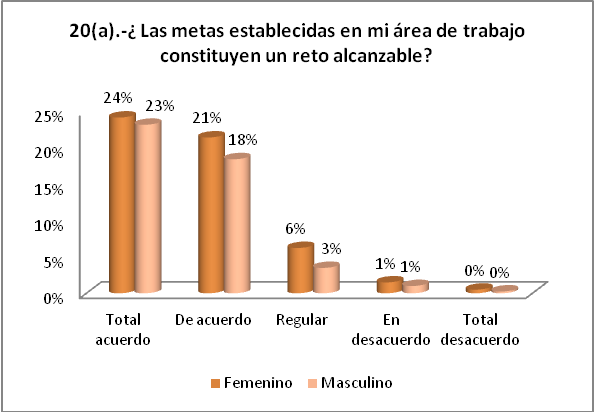 20(a).-¿ Las metas establecidas en mi área de trabajo
constituyen un reto alcanzable?
25%
20%
15%
10%
5%
0%
24%
23%
21%
18%
6%
3%
1%
1%
0%
0%
Total
acuerdo
De acuerdo
Regular
En
desacuerdo
Total
desacuerdo
Femenino
Masculino